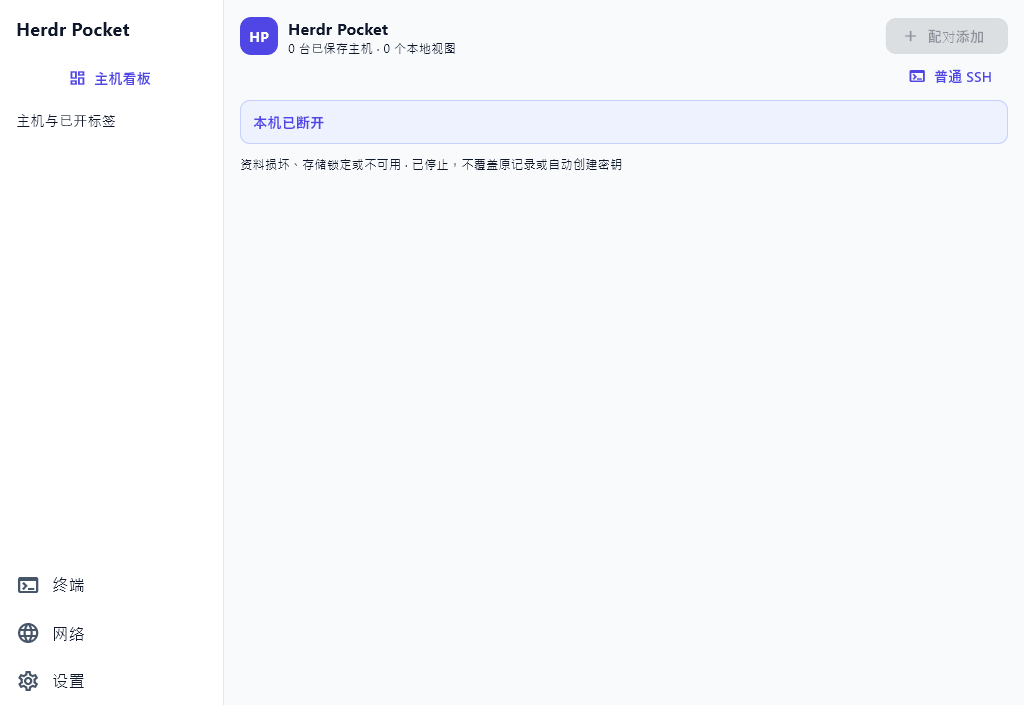 Herdr Pocket
主机看板
主机与已开标签
终端
网络
设置
HP
Herdr Pocket
0 台已保存主机 · 0 个本地视图
配对添加
普通 SSH
本机已断开
资料损坏、存储锁定或不可用 · 已停止，不覆盖原记录或自动创建密钥